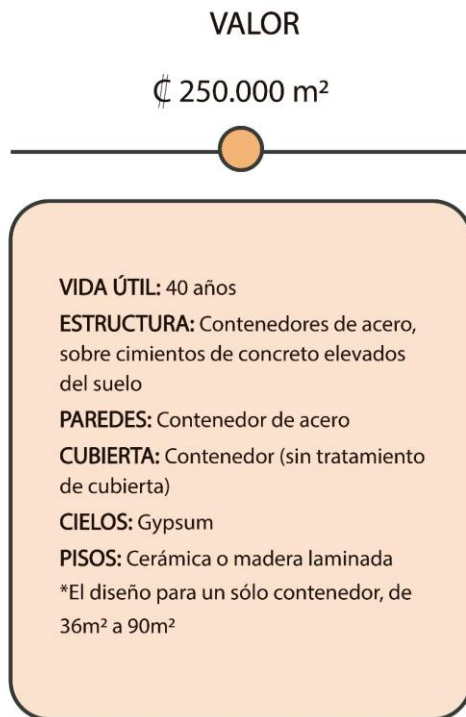 VALOR
₡ 250.000 m²
VIDA ÚTIL: 40 años
ESTRUCTURA: Contenedores de acero,
sobre cimientos de concreto elevados
del suelo
PAREDES: Contenedor de acero
CUBIERTA: Contenedor (sin tratamiento
de cubierta)
CIELOS: Gypsum
PISOS: Cerámica o madera laminada
*El diseño para un sólo contenedor, de
36m² a 90m²